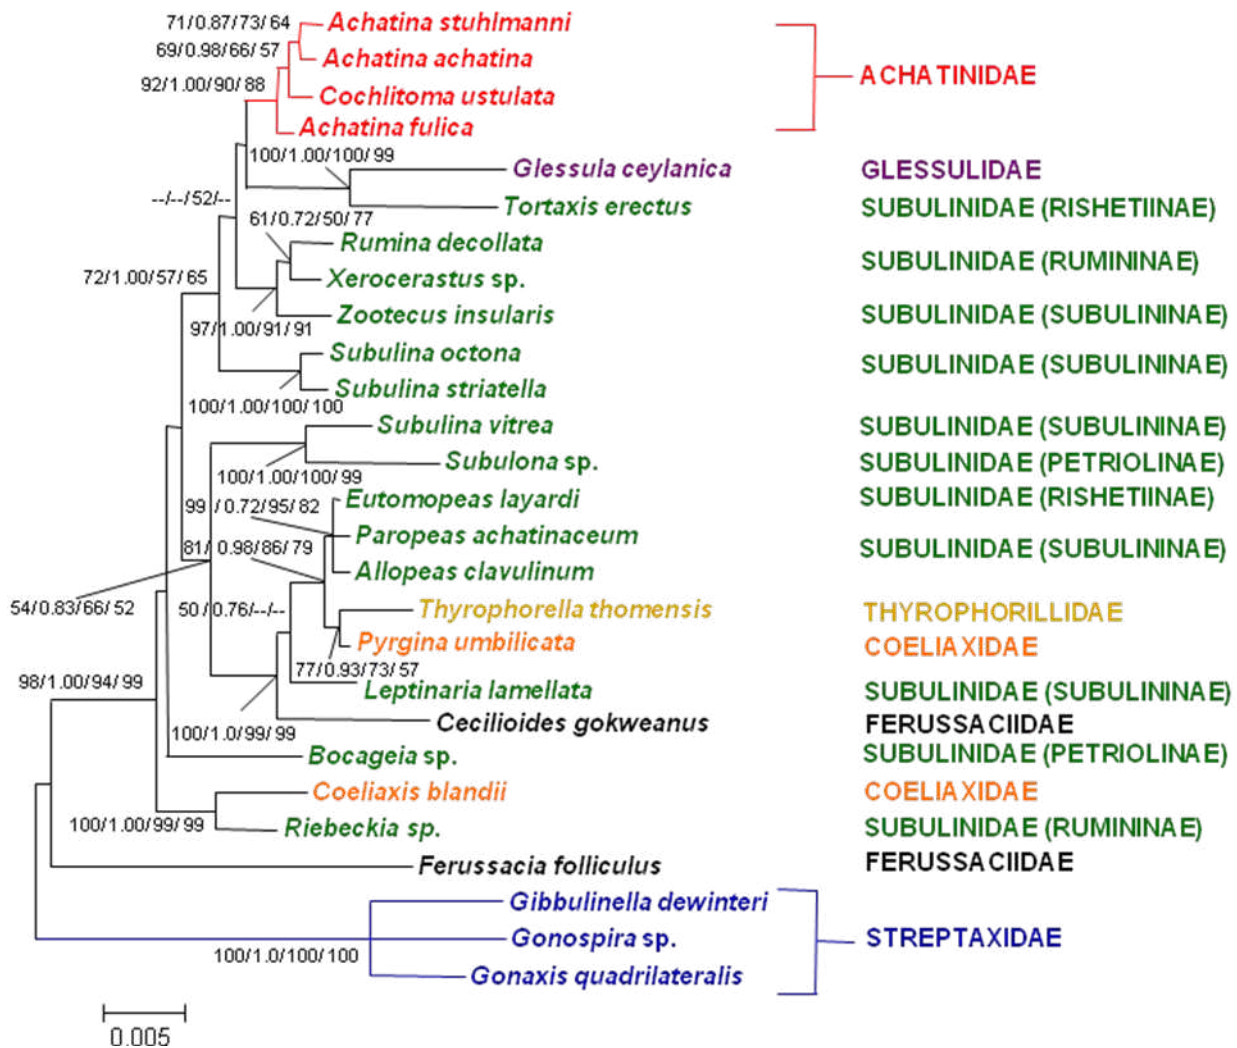 71/0.87/73/64
Achatina stuhlmanni
69/0.98/66/57
Achatina achatina
ACHATINIDAE
92/1.00/90/88
Cochlitoma ustulata
Achatina fulica
100/1.00/100/99
Glessula ceylanica
GLESSULIDAE
--/--/52/--
Tortaxis erectus
SUBULINIDAE (RISHETIINAE)
61/0.72/50/77
Rumina decollata
SUBULINIDAE (RUMININAE)
72/1.00/57/65
Xerocerastus sp.
97/1.00/91/91
Zootecus insularis
SUBULINIDAE (SUBULININAE)
Subulina octona
SUBULINIDAE (SUBULININAE)
Subulina striatella
100/1.00/100/100
Subulina vitrea
SUBULINIDAE (SUBULININAE)
Subulona sp.
SUBULINIDAE (PETRIOLINAE)
100/1.00/100/99
Eutomopeas layardi
SUBULINIDAE (RISHETIINAE)
99/0.72/95/82
Paropeas achatinaceum
SUBULINIDAE (SUBULININAE)
81/0.98/86/79
Allopeas clavulinum
54/0.83/66/52
50/0.76/--/--
Thyrophorella thomensis
THYROPHORILLIDAE
Pyrgina umbilicata
COELIAXIDAE
77/0.93/73/57
98/1.00/94/99
Leptinaria lamellata
SUBULINIDAE (SUBULININAE)
Cecilioides gokweanus
FERUSSACIIDAE
100/1.0/99/99
Bocageia sp.
SUBULINIDAE (PETRIOLINAE)
Coeliaxis blandii
COELIAXIDAE
100/1.00/99/99
Riebeckia sp.
SUBULINIDAE (RUMININAE)
Ferussacia folliculus
FERUSSACIIDAE
Gibbulinella dewinteri
Gonospira sp.
STREPTAXIDAE
100/1.0/100/100
Gonaxis quadrilateralis
0.005